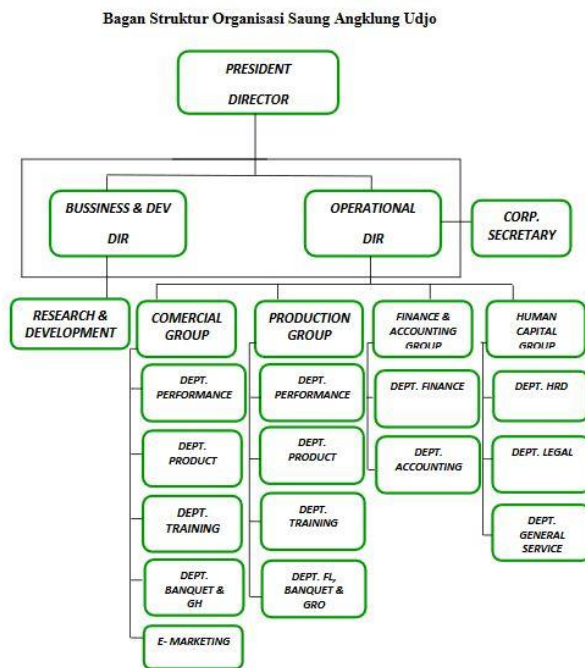 Bagan Struktur Organisasi Saung Angklung Udjo
PRESIDENT
DIRECTOR
BUSSINESS & DEV
DIR
OPERATIONAL
DIR
CORP.
SECRETARY
RESEARCH &
DEVELOPMENT
COMERCIAL
GROUP
PRODUCTION
GROUP
FINANCE &
ACCOUNTING
GROUP
HUMAN
CAPITAL
GROUP
DEPT.
PERFORMANCE
DEPT.
PERFORMANCE
DEPT. FINANCE
DEPT. HRD
DEPT.
PRODUCT
DEPT.
PRODUCT
DEPT.
ACCOUNTING
DEPT. LEGAL
DEPT.
TRAINING
DEPT.
TRAINING
DEPT.
GENERAL
SERVICE
DEPT.
BANQUET &
GH
DEPT. FL,
BANQUET &
GRO
E- MARKETING